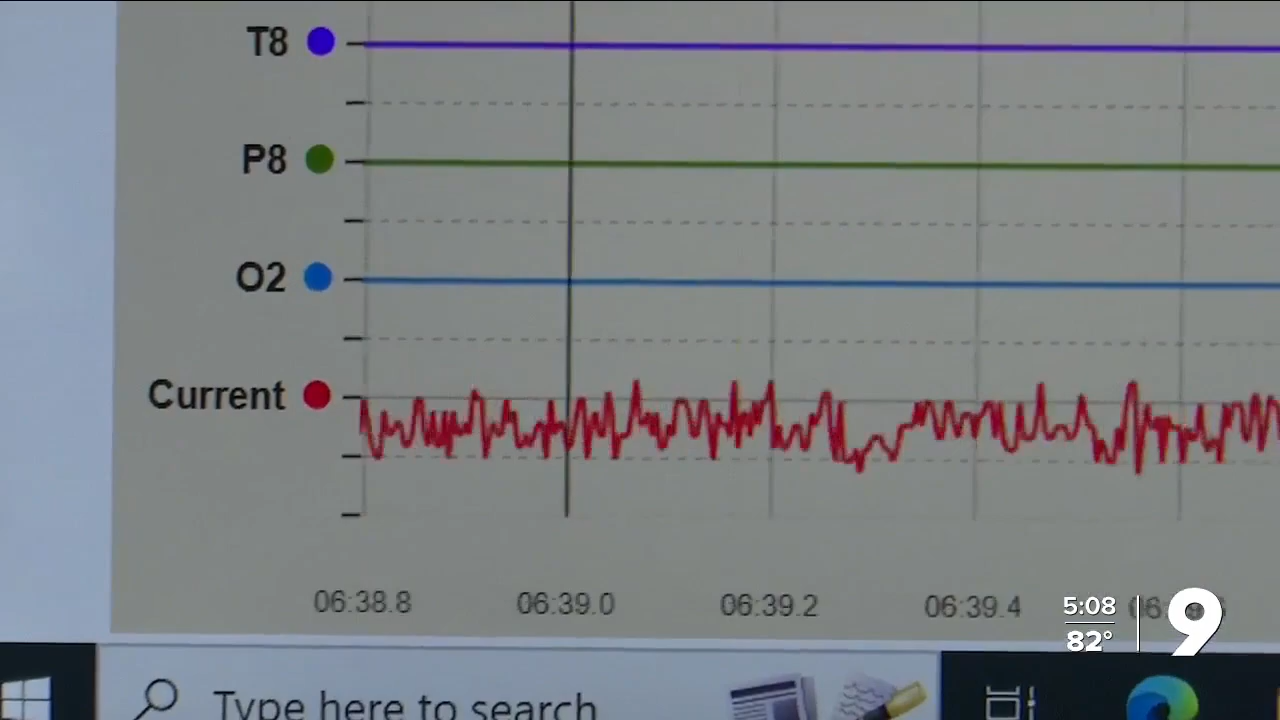 T8
P8
O2
Current
06:38.8 06:39.0 06:39.2 06:39.4
5:08
82°
9
Type here to search